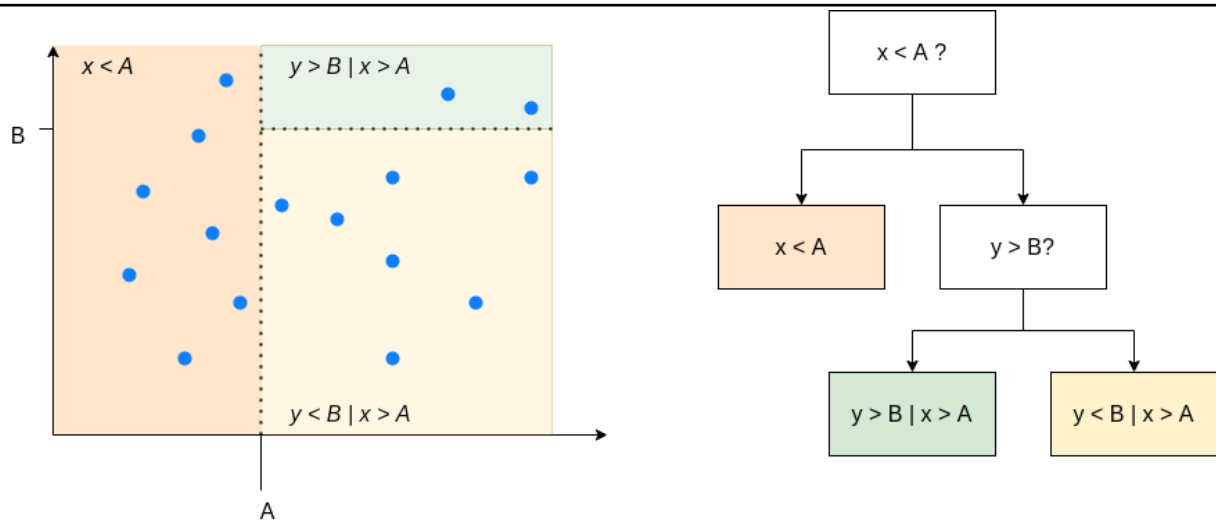 x < A
y > B | x > A
B
y < B | x > A
A
x < A ?
x < A
y > B?
y > B | x > A
y < B | x > A